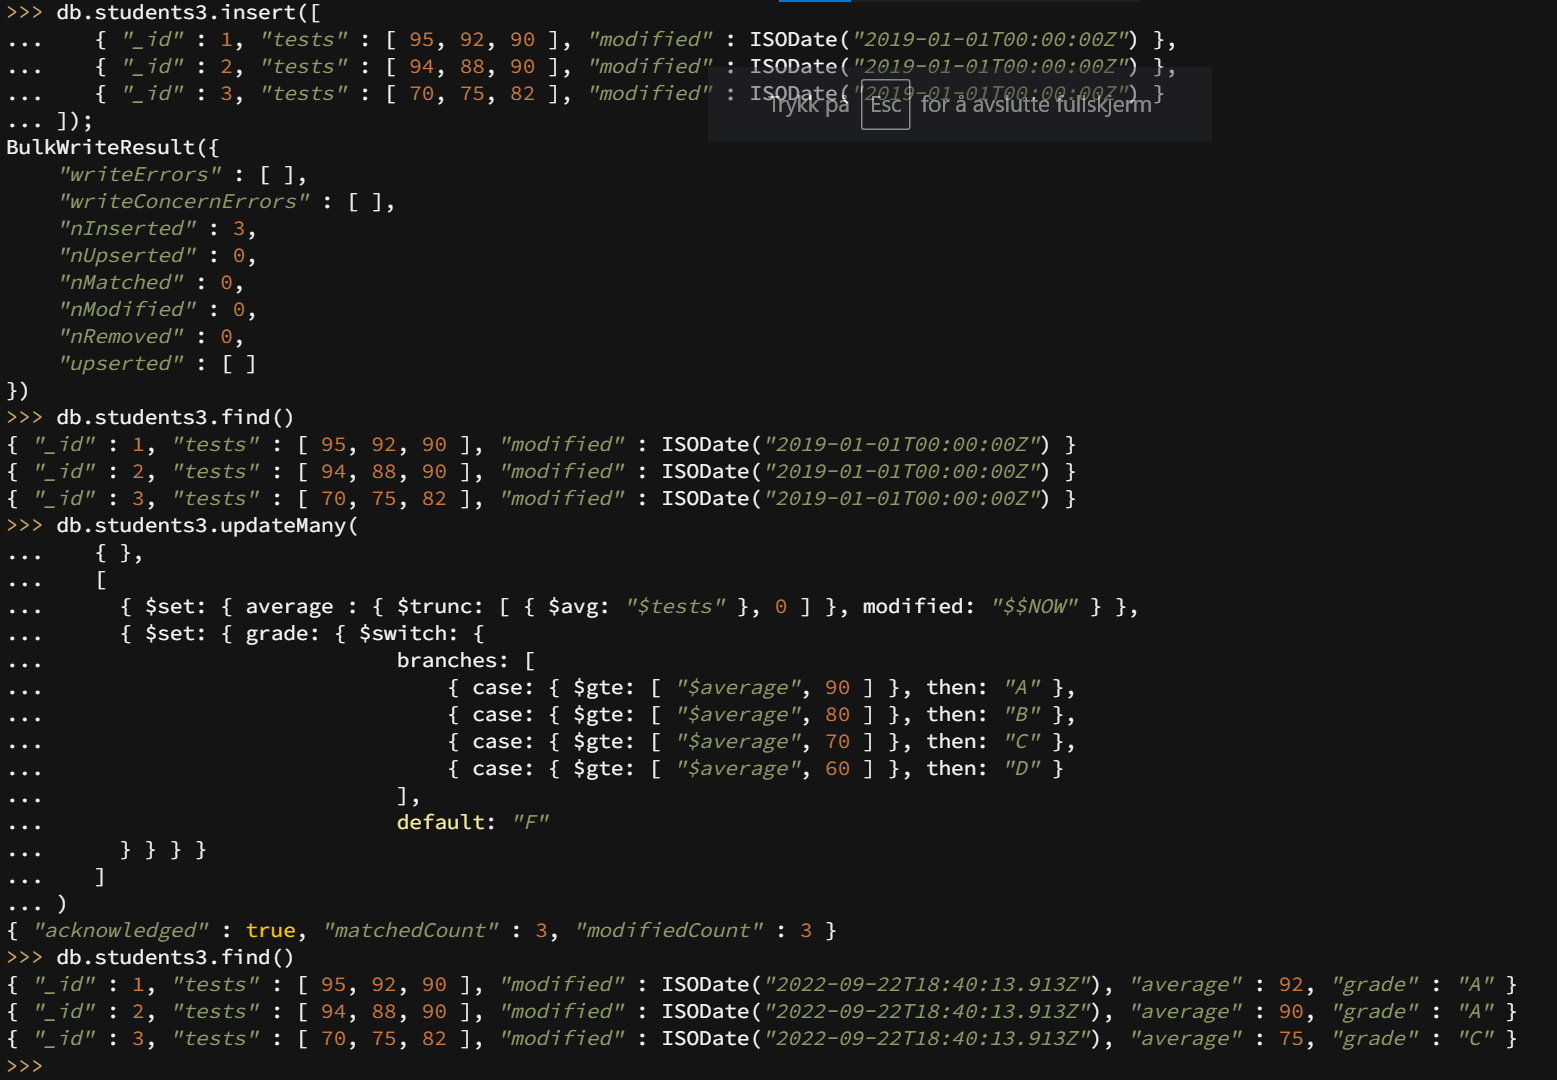 >>> db.students3.insert([
...    { "_id" : 1, "tests" : [ 95, 92, 90 ], "modified" : ISODate("2019-01-01T00:00:00Z") },
...    { "_id" : 2, "tests" : [ 94, 88, 90 ], "modified" : ISODate("2019-01-01T00:00:00Z") },
...    { "_id" : 3, "tests" : [ 70, 75, 82 ], "modified" : ISODate("2019-01-01T00:00:00Z") }
Trykk på Esc for å avslutte fullskjerm
... ]);
BulkWriteResult({
    "writeErrors" : [ ],
    "writeConcernErrors" : [ ],
    "nInserted" : 3,
    "nUpserted" : 0,
    "nMatched" : 0,
    "nModified" : 0,
    "nRemoved" : 0,
    "upserted" : [ ]
})
>>> db.students3.find()
{ "_id" : 1, "tests" : [ 95, 92, 90 ], "modified" : ISODate("2019-01-01T00:00:00Z") }
{ "_id" : 2, "tests" : [ 94, 88, 90 ], "modified" : ISODate("2019-01-01T00:00:00Z") }
{ "_id" : 3, "tests" : [ 70, 75, 82 ], "modified" : ISODate("2019-01-01T00:00:00Z") }
>>> db.students3.updateMany(
...    { },
...    [
...      { $set: { average : { $trunc: [ { $avg: "$tests" }, 0 ] }, modified: "$$NOW" } },
...      { $set: { grade: { $switch: {
...                            branches: [
...                                { case: { $gte: [ "$average", 90 ] }, then: "A" },
...                                { case: { $gte: [ "$average", 80 ] }, then: "B" },
...                                { case: { $gte: [ "$average", 70 ] }, then: "C" },
...                                { case: { $gte: [ "$average", 60 ] }, then: "D" }
...                            ],
...                            default: "F"
...      } } } }
...    ]
... )
{ "acknowledged" : true, "matchedCount" : 3, "modifiedCount" : 3 }
>>> db.students3.find()
{ "_id" : 1, "tests" : [ 95, 92, 90 ], "modified" : ISODate("2022-09-22T18:40:13.913Z"), "average" : 92, "grade" : "A" }
{ "_id" : 2, "tests" : [ 94, 88, 90 ], "modified" : ISODate("2022-09-22T18:40:13.913Z"), "average" : 90, "grade" : "A" }
{ "_id" : 3, "tests" : [ 70, 75, 82 ], "modified" : ISODate("2022-09-22T18:40:13.913Z"), "average" : 75, "grade" : "C" }
>>>